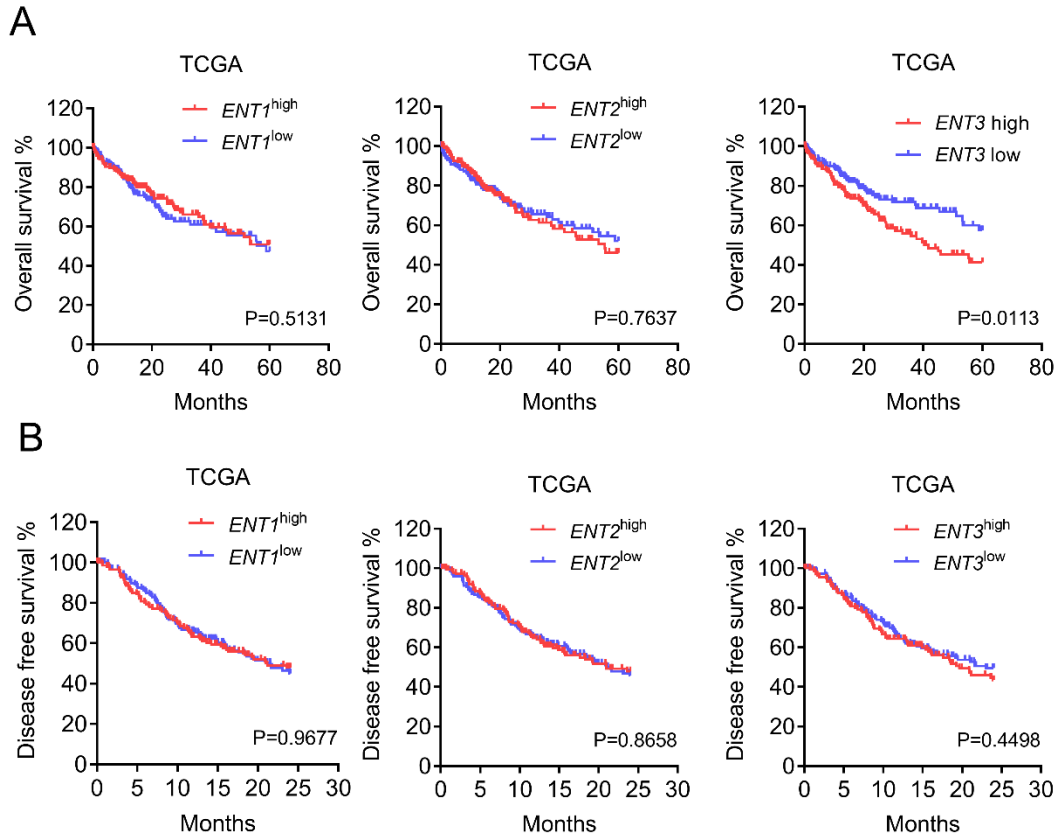 A
TCGA
ENT1high
ENT1low
Overall survival %
120
100
80
60
40
20
0
P=0.5131
0 20 40 60 80
Months
TCGA
ENT2high
ENT2low
Overall survival %
120
100
80
60
40
20
0
P=0.7637
0 20 40 60 80
Months
TCGA
ENT3 high
ENT3 low
Overall survival %
120
100
80
60
40
20
0
P=0.0113
0 20 40 60 80
Months
B
TCGA
ENT1high
ENT1low
Disease free survival %
120
100
80
60
40
20
0
P=0.9677
0 5 10 15 20 25 30
Months
TCGA
ENT2high
ENT2low
Disease free survival %
120
100
80
60
40
20
0
P=0.8658
0 5 10 15 20 25 30
Months
TCGA
ENT3high
ENT3low
Disease free survival %
120
100
80
60
40
20
0
P=0.4498
0 5 10 15 20 25 30
Months